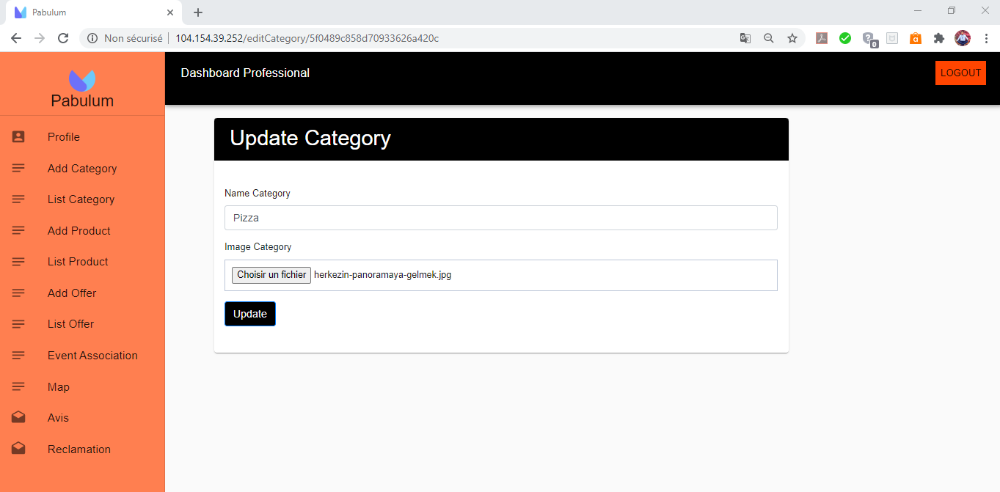 Pabulum
Non sécurisé 104.154.39.252/editCategory/5f0489c858d70933626a420c
0
a
Pabulum
Profile
Add Category
List Category
Add Product
List Product
Add Offer
List Offer
Event Association
Map
Avis
Reclamation
Dashboard Professional
LOGOUT
Update Category
Name Category
Pizza
Image Category
Choisir un fichier herkezin-panoramaya-gelmek.jpg
Update